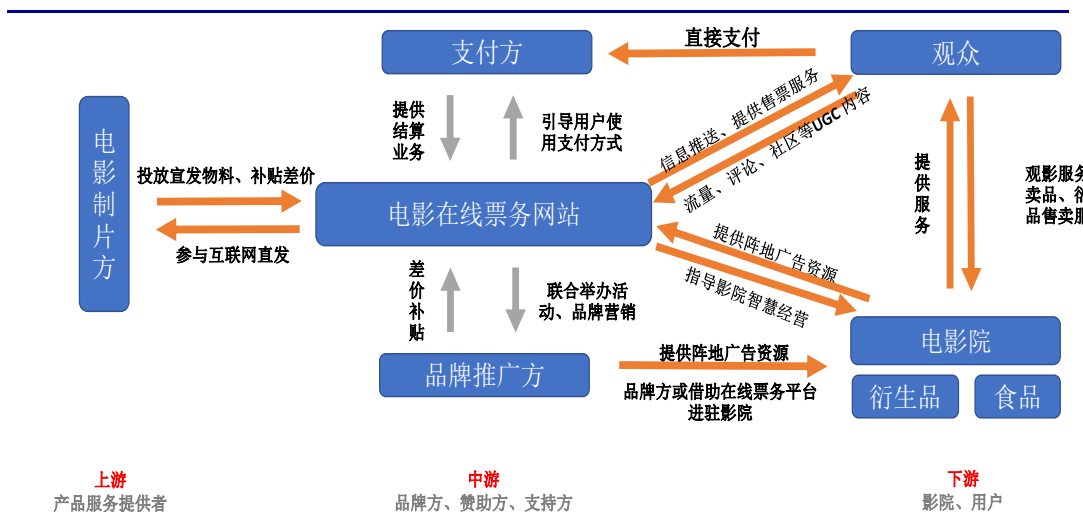 支付方
直接支付
观众
电影制片方
提供
结算
业务
引导用户使
用支付方式
信息推送、提供售票服务
流量、评论、社区等UGC 内容
投放宣发物料、补贴差价
参与互联网直发
电影在线票务网站
提供服务
观影服务
卖品、衍
品售卖服
提供阵地广告资源
指导影院智慧经营
差价补贴
联合举办活
动、品牌营销
品牌推广方
提供阵地广告资源
品牌方或借助在线票务平台
进驻影院
电影院
衍生品
食品
上游
中游
下游
产品服务提供者
品牌方、赞助方、支持方
影院、用户